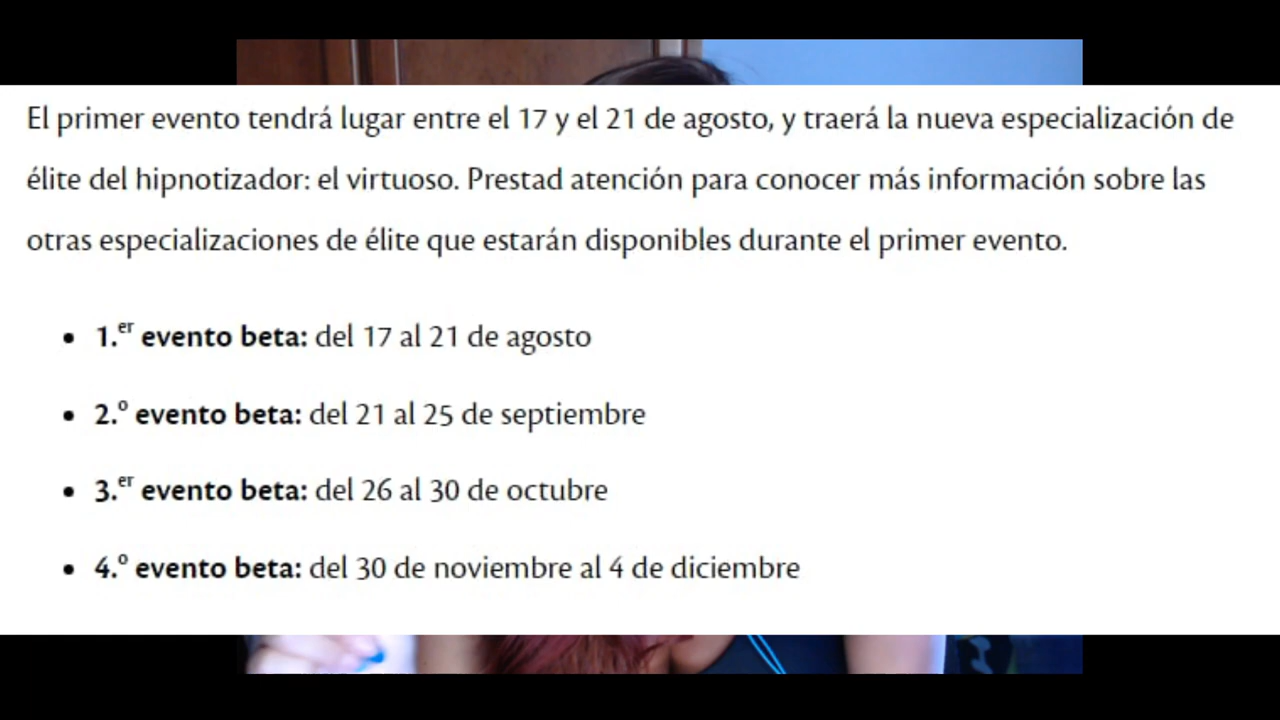 El primer evento tendrá lugar entre el 17 y el 21 de agosto, y traerá la nueva especialización de
élite del hipnotizador: el virtuoso. Prestad atención para conocer más información sobre las
otras especializaciones de élite que estarán disponibles durante el primer evento.
• 1.er evento beta: del 17 al 21 de agosto
• 2.º evento beta: del 21 al 25 de septiembre
• 3.er evento beta: del 26 al 30 de octubre
• 4.º evento beta: del 30 de noviembre al 4 de diciembre